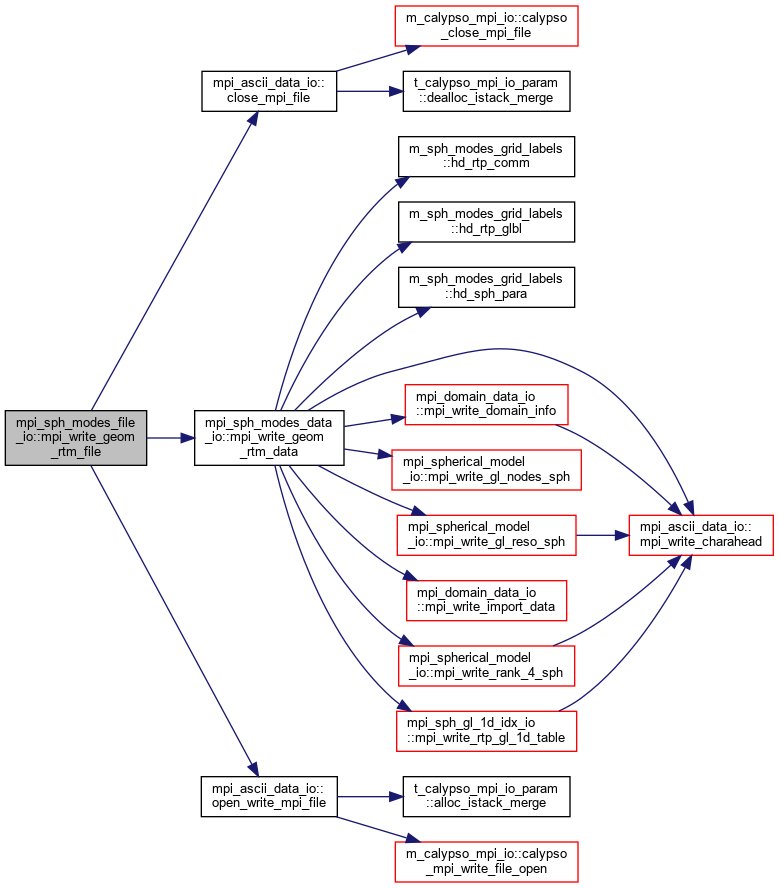 m_calypso_mpi_io::calypso
_close_mpi_file
mpi_ascii_data_io::
close_mpi_file
t_calypso_mpi_io_param
::dealloc_istack_merge
m_sph_modes_grid_labels
::hd_rtp_comm
m_sph_modes_grid_labels
::hd_rtp_glbl
m_sph_modes_grid_labels
::hd_sph_para
mpi_sph_modes_file
_io::mpi_write_geom
_rtm_file
mpi_sph_modes_data
_io::mpi_write_geom
_rtm_data
mpi_domain_data_io
::mpi_write_domain_info
mpi_spherical_model
_io::mpi_write_gl_nodes_sph
mpi_spherical_model
_io::mpi_write_gl_reso_sph
mpi_ascii_data_io::
mpi_write_charahead
mpi_domain_data_io
::mpi_write_import_data
mpi_spherical_model
_io::mpi_write_rank_4_sph
mpi_sph_gl_1d_idx_io
::mpi_write_rtp_gl_1d_table
mpi_ascii_data_io::
open_write_mpi_file
t_calypso_mpi_io_param
::alloc_istack_merge
m_calypso_mpi_io::calypso
_mpi_write_file_open